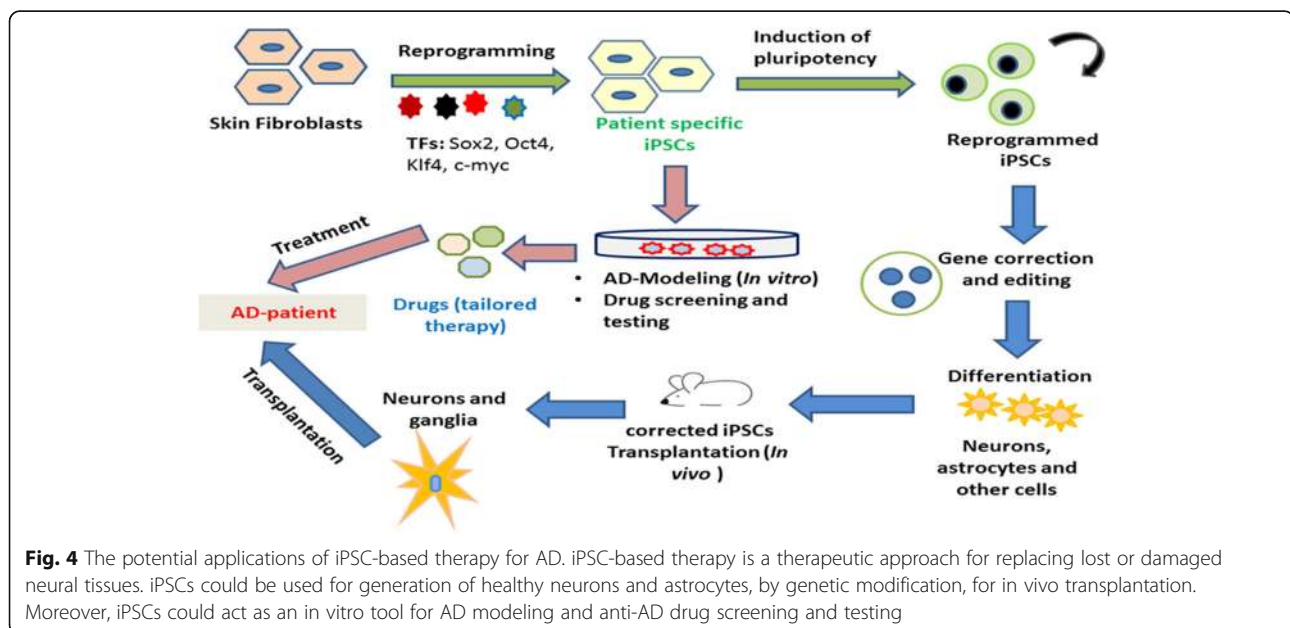 Skin Fibroblasts
Reprogramming
TFs: Sox2, Oct4,
Klf4, c-myc
Patient specific
iPSCs
Induction of
pluripotency
Reprogrammed
iPSCs
Treatment
AD-patient
Drugs (tailored
therapy)
• AD-Modeling (In vitro)
• Drug screening and
testing
Gene correction
and editing
Differentiation
Neurons,
astrocytes and
other cells
corrected iPSCs
Transplantation (In
vivo )
Neurons and
ganglia
Transplantation
Fig. 4 The potential applications of iPSC-based therapy for AD. iPSC-based therapy is a therapeutic approach for replacing lost or damaged
neural tissues. iPSCs could be used for generation of healthy neurons and astrocytes, by genetic modification, for in vivo transplantation.
Moreover, iPSCs could act as an in vitro tool for AD modeling and anti-AD drug screening and testing